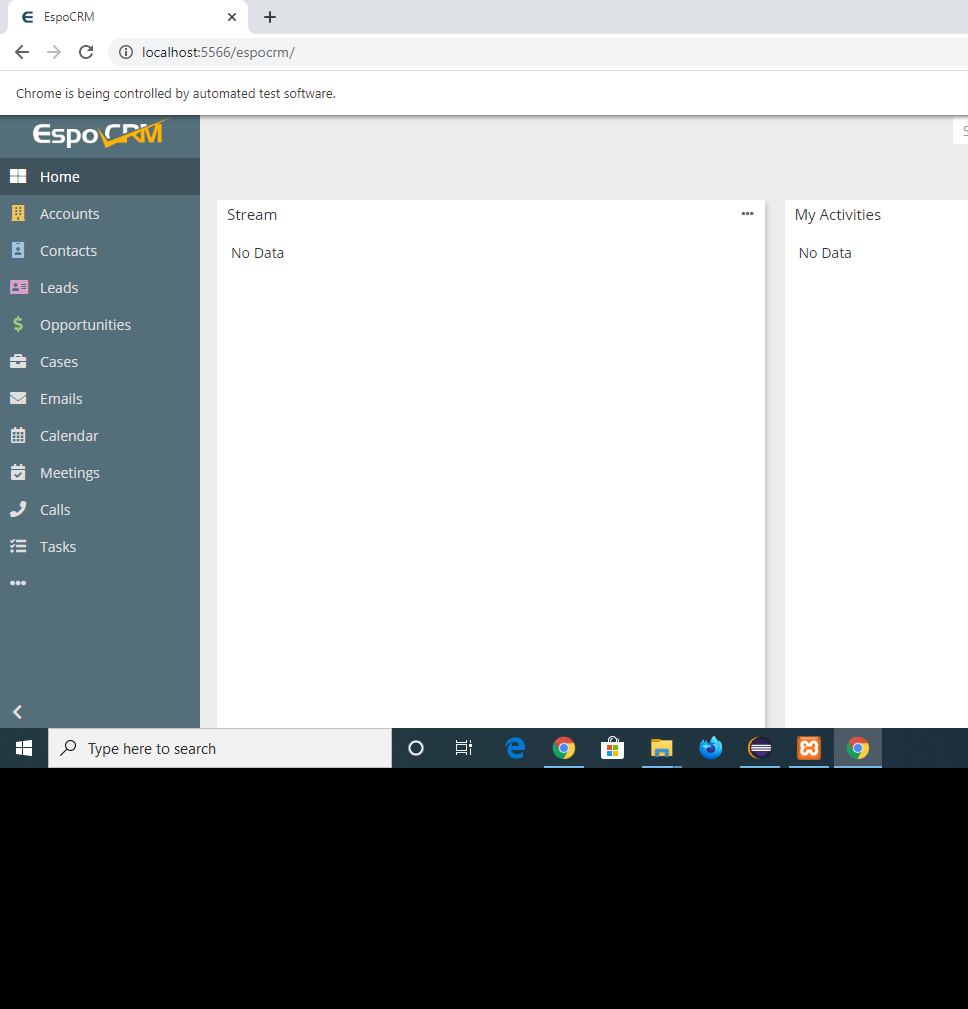 EspoCRM
localhost:5566/espocrm/
Chrome is being controlled by automated test software.
EspoCRM
S
Home
Accounts
Contacts
Leads
Opportunities
Cases
Emails
Calendar
Meetings
Calls
Tasks
Stream
No Data
My Activities
No Data
Type here to search